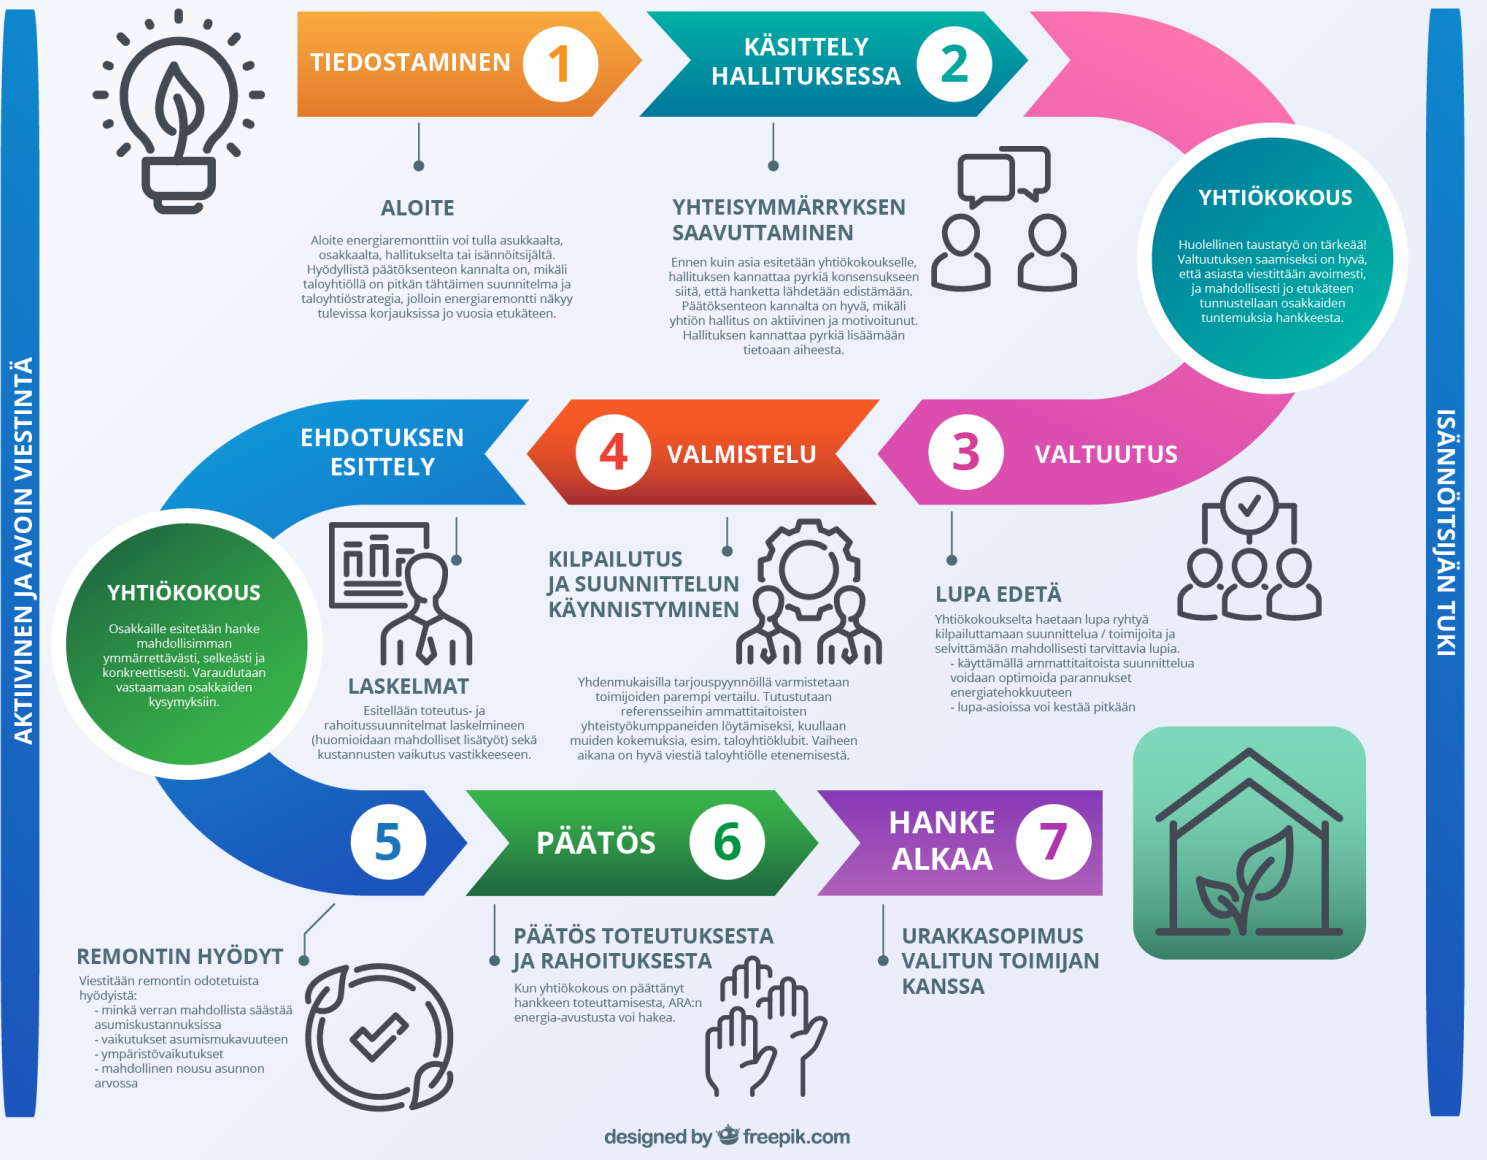 TIEDOSTAMINEN
1
KÄSITTELY
HALLITUKSESSA
2
ALOITE
Aloite energiaremonttiin voi tulla asukkaalta,
osakkaalta, hallitukselta tai isännöitsijältä.
Hyödyllistä päätöksenteon kannalta on, mikäli
taloyhtiöllä on pitkän tähtäimen suunnitelma ja
taloyhtiöstrategia, jolloin energiaremontti näkyy
tulevissa korjauksissa jo vuosia etukäteen.
YHTEISYMMÄRRYKSEN
SAAVUTTAMINEN
Ennen kuin asia esitetään yhtiökokoukselle,
hallituksen kannattaa pyrkiä konsensukseen
siitä, että hanketta lähdetään edistämään.
Päätöksenteon kannalta on hyvä, mikäli
yhtiön hallitus on aktiivinen ja motivoitunut.
Hallituksen kannattaa pyrkiä lisäämään
tietoaan aiheesta.
YHTIÖKOKOUS
Huolellinen taustatyö on tärkeää!
Valtuutuksen saamiseksi on hyvä,
että asiasta viestittään avoimesti,
ja mahdollisesti jo etukäteen
tunnustellaan osakkaiden
tuntemuksia hankkeesta.
3
VALTUUTUS
LUPA EDETÄ
Yhtiökokoukselta haetaan lupa ryhtyä
kilpailuttamaan suunnittelua / toimijoita ja
selvittämään mahdollisesti tarvittavia lupia.
- käyttämällä ammattitaitoista suunnittelua
voidaan optimoida parannukset
energiatehokkuuteen
- lupa-asioissa voi kestää pitkään
4
VALMISTELU
KILPAILUTUS
JA SUUNNITTELUN
KÄYNNISTYMINEN
Yhdenmukaisilla tarjouspyynnöillä varmistetaan
toimijoiden parempi vertailu. Tutustutaan
referensseihin ammattitaitoisten
yhteistyökumppaneiden löytämiseksi, kuullaan
muiden kokemuksia, esim. taloyhtiöklubit. Vaiheen
aikana on hyvä viestiä taloyhtiölle etenemisestä.
EHDOTUKSEN
ESITTELY
LASKELMAT
Esitellään toteutus- ja
rahoitussuunnitelmat laskelmineen
(huomioidaan mahdolliset lisätyöt) sekä
kustannusten vaikutus vastikkeeseen.
YHTIÖKOKOUS
Osakkaille esitetään hanke
mahdollisimman
ymmärrettävästi, selkeästi ja
konkreettisesti. Varaudutaan
vastaamaan osakkaiden
kysymyksiin.
5
REMONTIN HYÖDYT
Viestitään remontin odotetuista
hyödyistä:
- minkä verran mahdollista säästää
asumiskustannuksissa
- vaikutukset asumismukavuuteen
- ympäristövaikutukset
- mahdollinen nousu asunnon
arvossa
PÄÄTÖS
6
PÄÄTÖS TOTEUTUKSESTA
JA RAHOITUKSESTA
Kun yhtiökokous on päättänyt
hankkeen toteuttamisesta, ARA:n
energia-avustusta voi hakea.
HANKE
ALKAA
7
URAKKASOPIMUS
VALITUN TOIMIJAN
KANSSA
AKTIIVINEN JA AVOIN VIESTINTÄ
ISÄNNÖITSIJÄN TUKI
designed by freepik.com